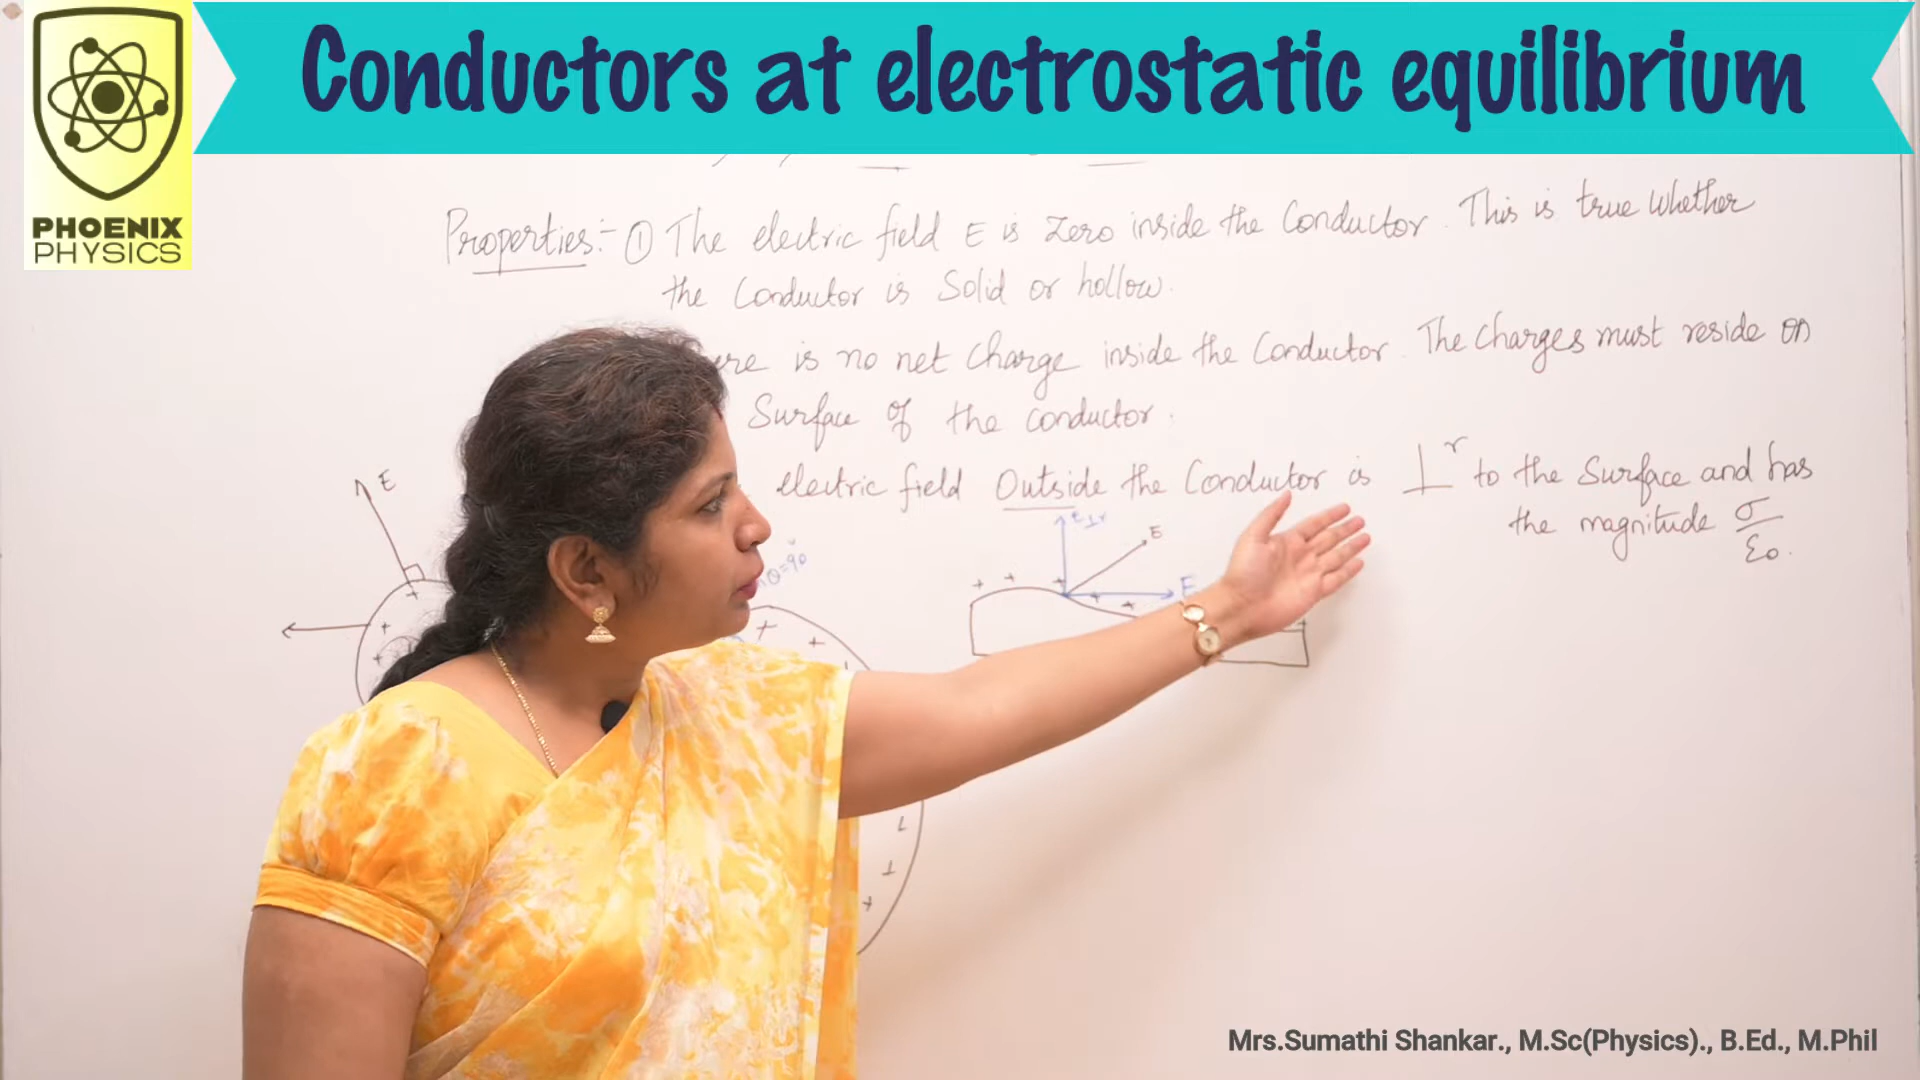 Conductors at electrostatic equilibrium
PHOENIX
PHYSICS
Properties:- ① The electric field E is Zero inside the Conductor. This is true whether
the Conductor is Solid or hollow.
is no net charge inside the Conductor. The charges must reside on
Surface of the conductor.
electric field Outside the Conductor is ⊥r to the Surface and has
the magnitude σ/ε0.
E
θ=90
E
E
Mrs.Sumathi Shankar., M.Sc(Physics)., B.Ed., M.Phil